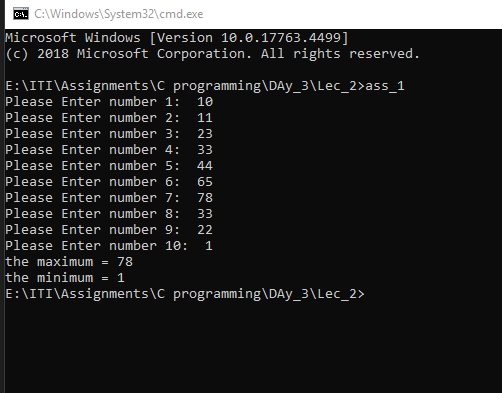 C:\Windows\System32\cmd.exe
Microsoft Windows [Version 10.0.17763.4499]
(c) 2018 Microsoft Corporation. All rights reserved.
E:\ITI\Assignments\C programming\DAy_3\Lec_2>ass_1
Please Enter number 1:  10
Please Enter number 2:  11
Please Enter number 3:  23
Please Enter number 4:  33
Please Enter number 5:  44
Please Enter number 6:  65
Please Enter number 7:  78
Please Enter number 8:  33
Please Enter number 9:  22
Please Enter number 10:  1
the maximum = 78
the minimum = 1
E:\ITI\Assignments\C programming\DAy_3\Lec_2>